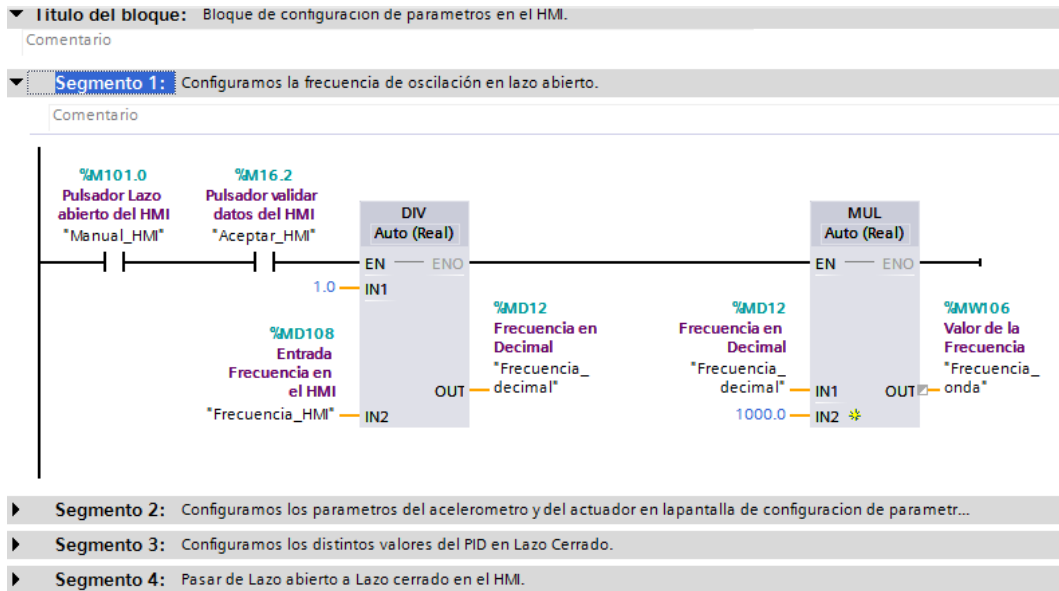 Título del bloque: Bloque de configuracion de parametros en el HMI.
Comentario
Segmento 1: Configuramos la frecuencia de oscilación en lazo abierto.
Comentario
%M101.0
Pulsador Lazo
abierto del HMI
"Manual_HMI"
%M16.2
Pulsador validar
datos del HMI
"Aceptar_HMI"
DIV
Auto (Real)
EN ENO
1.0 IN1
%MD108
Entrada
Frecuencia en
el HMI
"Frecuencia_HMI" IN2
OUT
%MD12
Frecuencia en
Decimal
"Frecuencia_
decimal"
%MD12
Frecuencia en
Decimal
"Frecuencia_
decimal" IN1
1000.0 IN2
MUL
Auto (Real)
EN ENO
OUT
%MW106
Valor de la
Frecuencia
"Frecuencia_
onda"
Segmento 2: Configuramos los parametros del acelerometro y del actuador en lapantalla de configuracion de parametr...
Segmento 3: Configuramos los distintos valores del PID en Lazo Cerrado.
Segmento 4: Pasar de Lazo abierto a Lazo cerrado en el HMI.